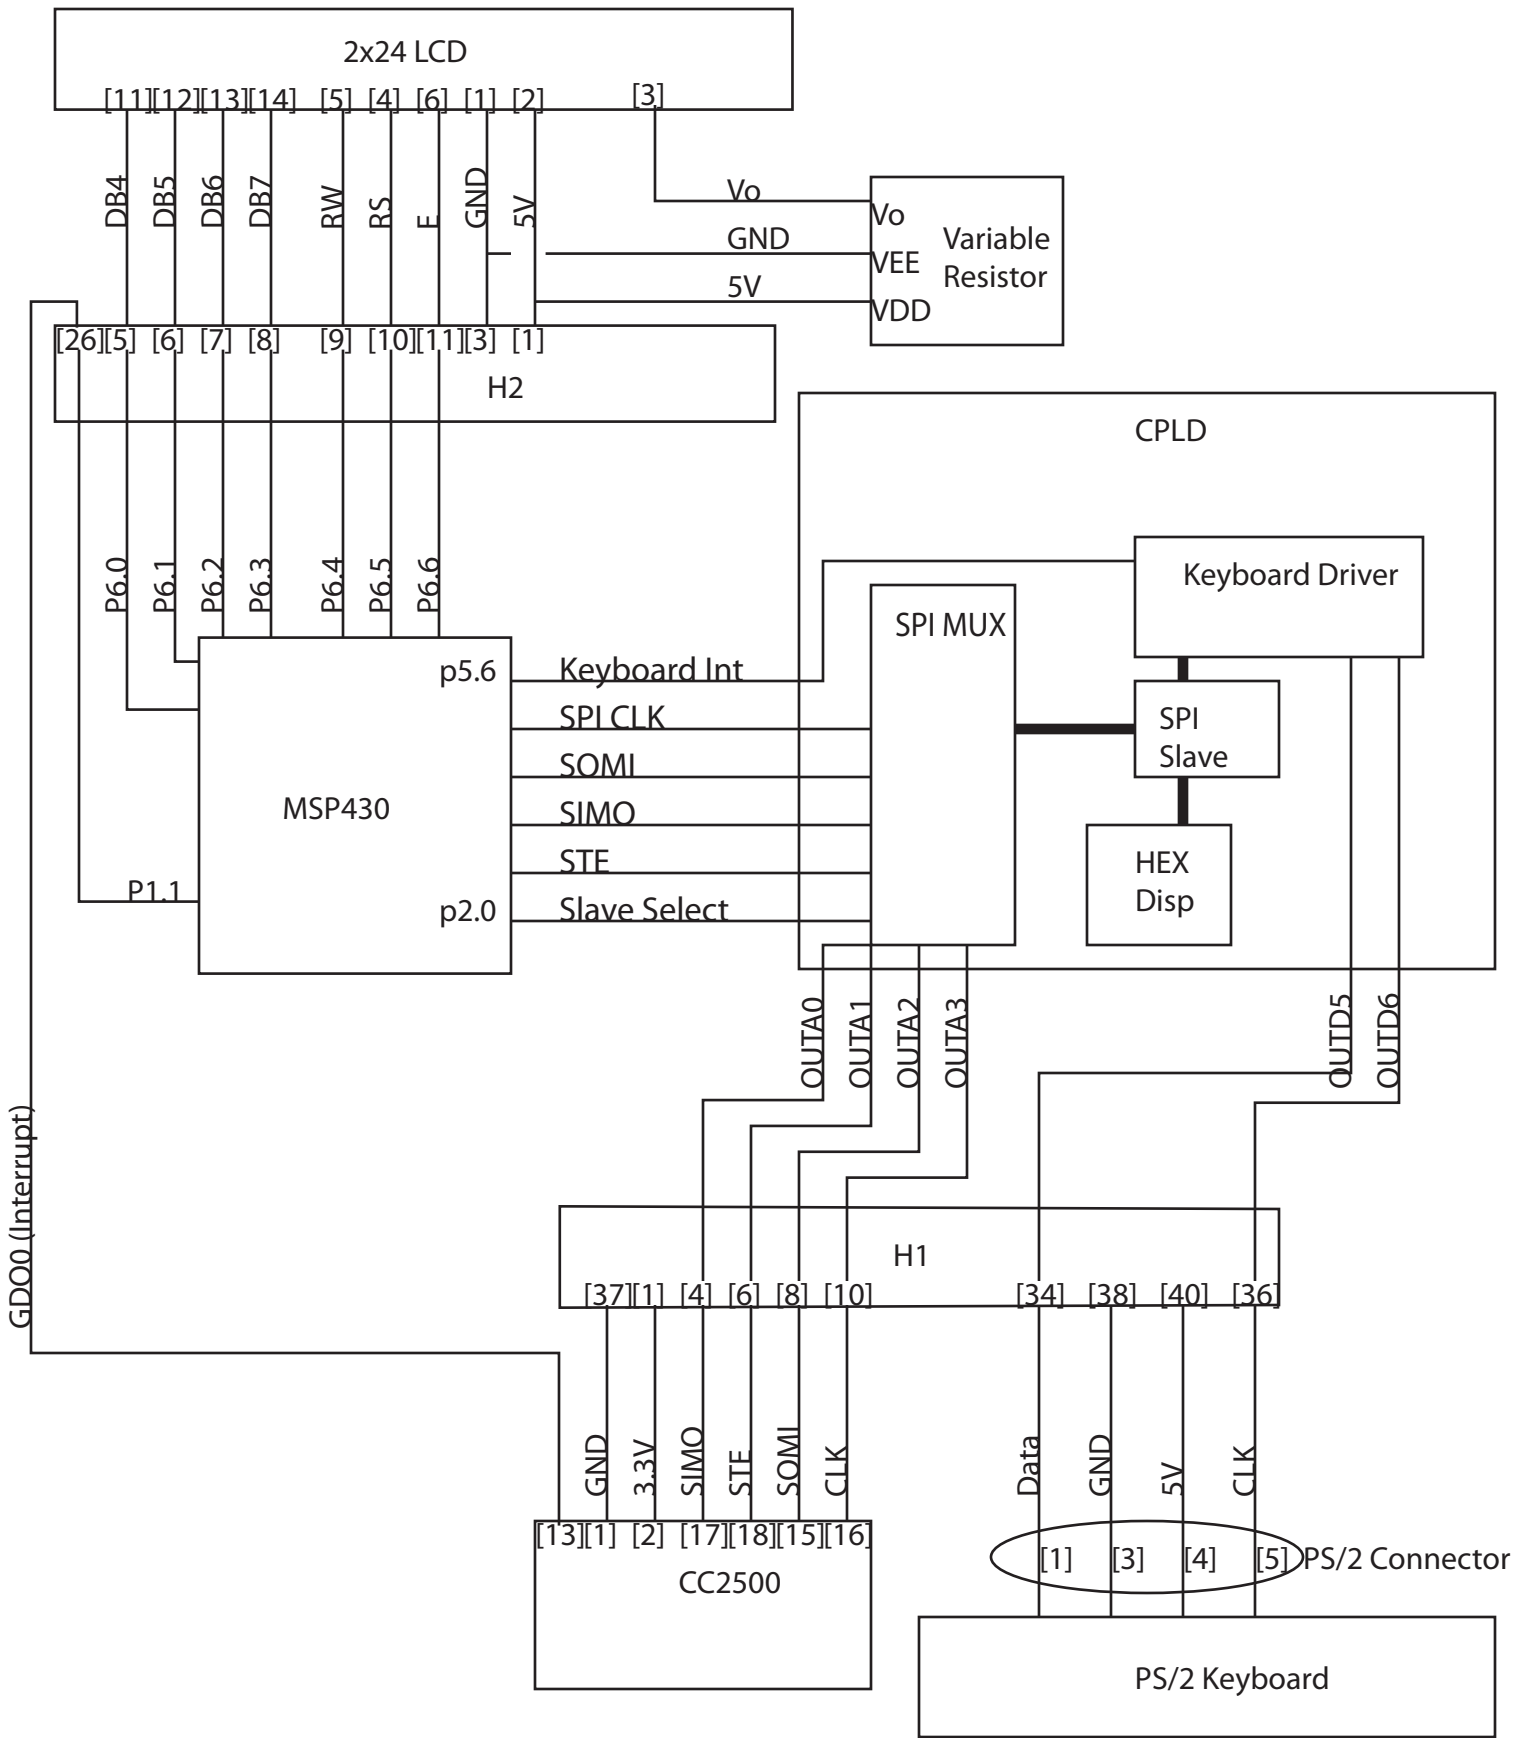 2x24 LCD
[11][12][13][14] [5] [4] [6] [1] [2] [3]
DB4 DB5 DB6 DB7 RW RS E GND 5V
Vo
GND
5V
Vo
VEE
VDD
Variable
Resistor
[26][5] [6] [7] [8] [9] [10][11][3] [1]
H2
CPLD
P6.0 P6.1 P6.2 P6.3 P6.4 P6.5 P6.6
Keyboard Driver
SPI MUX
p5.6
Keyboard Int
SPI CLK
SOMI
SIMO
STE
p2.0
Slave Select
MSP430
P1.1
SPI
Slave
HEX
Disp
OUTA0 OUTA1 OUTA2 OUTA3
OUTD5 OUTD6
GDO0 (Interrupt)
H1
[37][1] [4] [6] [8] [10] [34] [38] [40] [36]
GND 3.3V SIMO STE SOMI CLK
Data GND 5V CLK
[13][1] [2] [17][18][15][16]
CC2500
[1] [3] [4] [5] PS/2 Connector
PS/2 Keyboard